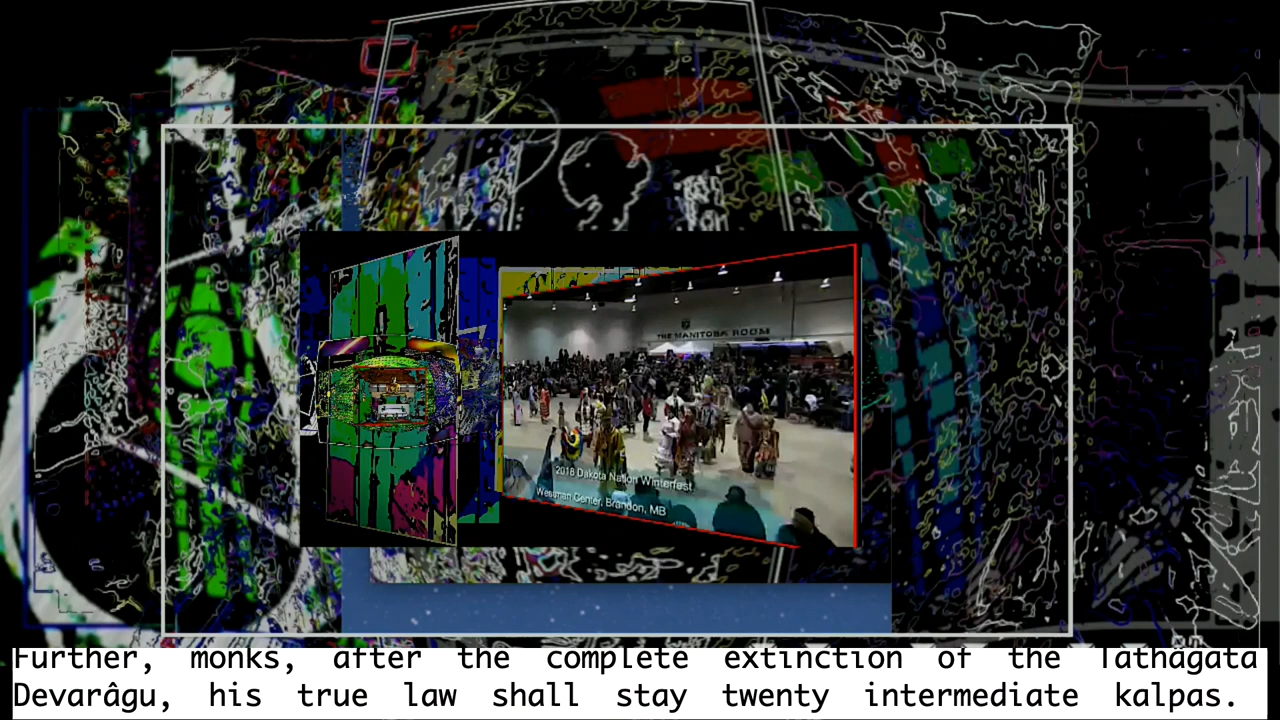 THE MANITOBA ROOM
2018 Dakota Nation Winterfest
Westman Center, Brandon, MB
Further, monks, after the complete extinction of the Tathâgata
Devarâgu, his true law shall stay twenty intermediate kalpas.